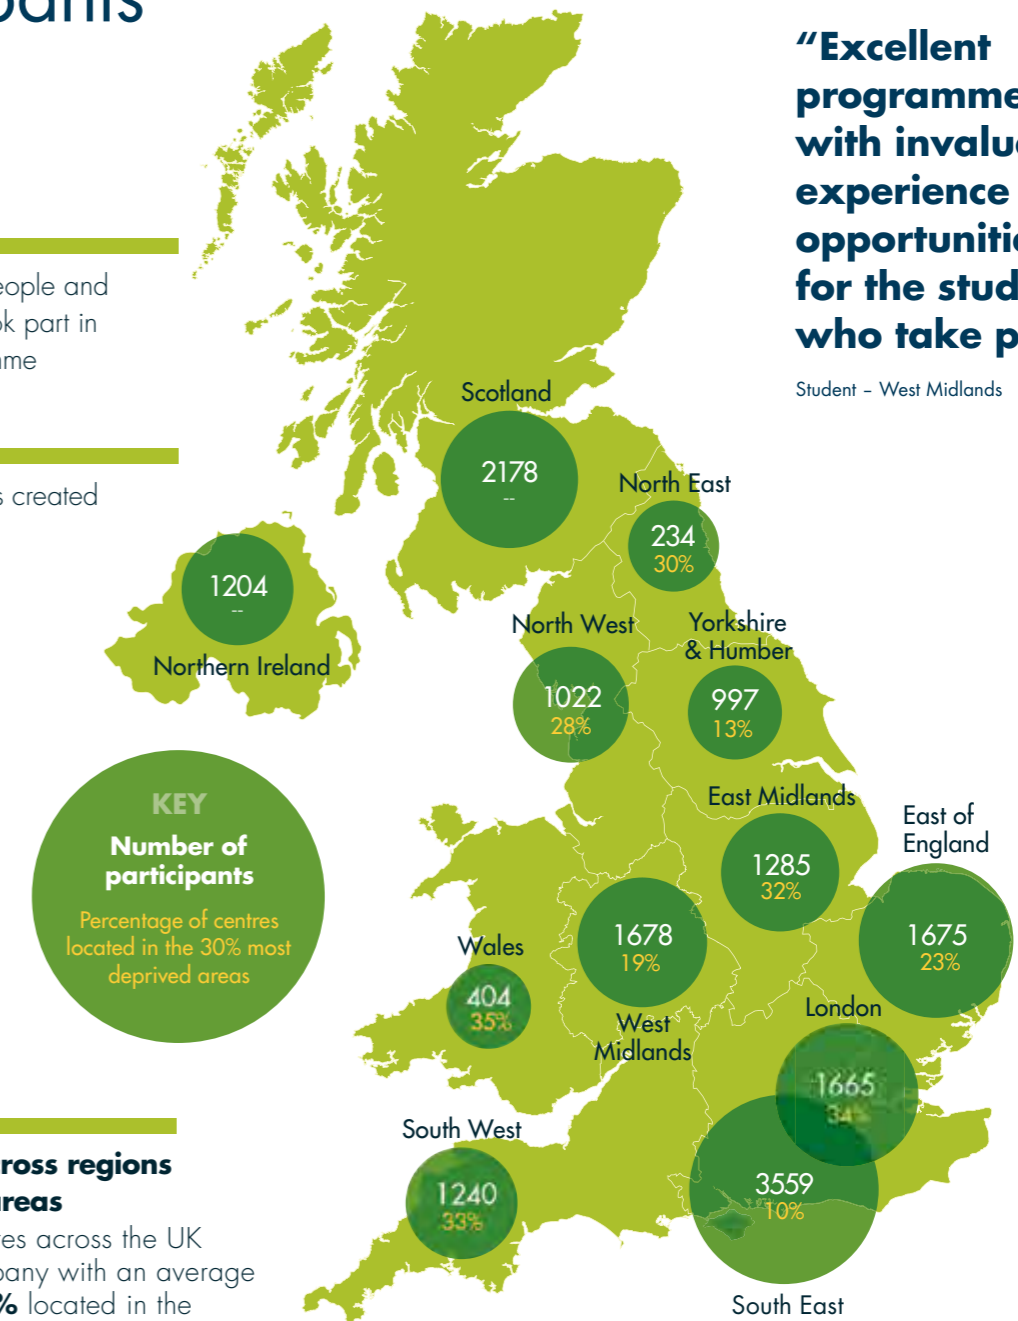 “Excellent
programme
with invalu
experience
opportunitie
for the stud
who take p
Student – West Midlands
eople and
ok part in
me
s created
Scotland
2178
--
North East
234
30%
1204
--
Northern Ireland
North West
1022
28%
Yorkshire
& Humber
997
13%
East Midlands
1285
32%
East of
England
1675
23%
KEY
Number of
participants
Percentage of centres
located in the 30% most
deprived areas
Wales
404
35%
1678
19%
West
Midlands
London
1665
34%
South West
1240
33%
3559
10%
South East
ross regions
reas
res across the UK
pany with an average
% located in the